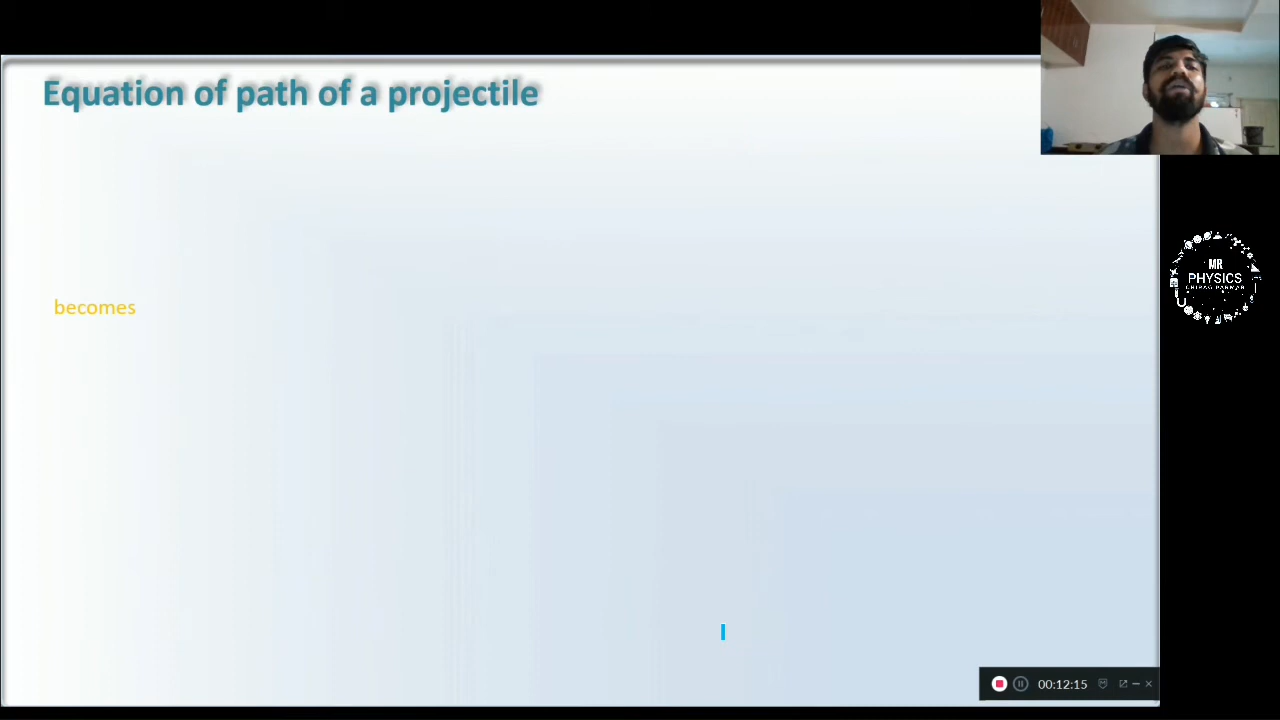 Equation of path of a projectile
becomes
MR
PHYSICS
00:12:15